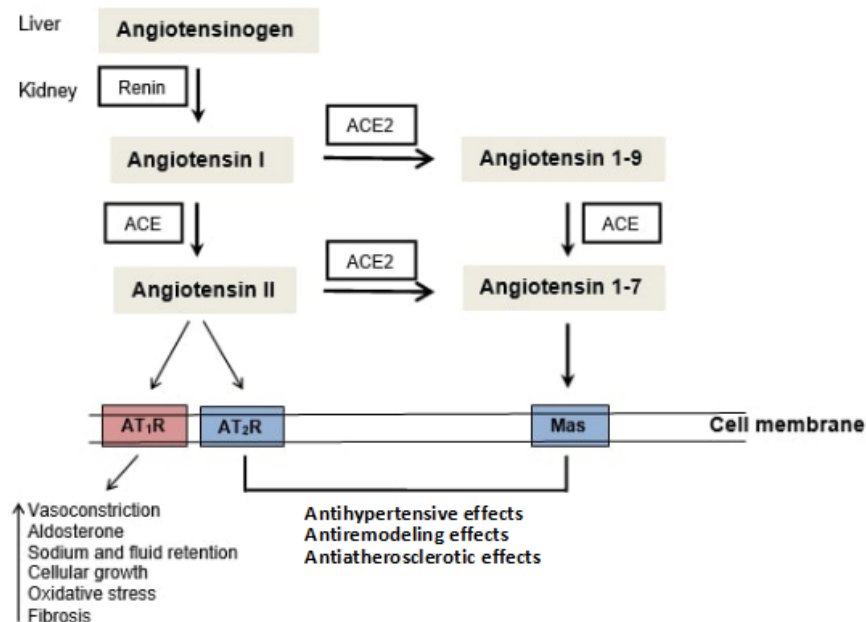 Liver
Angiotensinogen
Kidney
Renin
ACE2
Angiotensin I
Angiotensin 1-9
ACE
ACE
ACE2
Angiotensin II
Angiotensin 1-7
AT₁R
AT₂R
Mas
Cell membrane
Vasoconstriction
Aldosterone
Sodium and fluid retention
Cellular growth
Oxidative stress
Fibrosis
Antihypertensive effects
Antiremodeling effects
Antiatherosclerotic effects